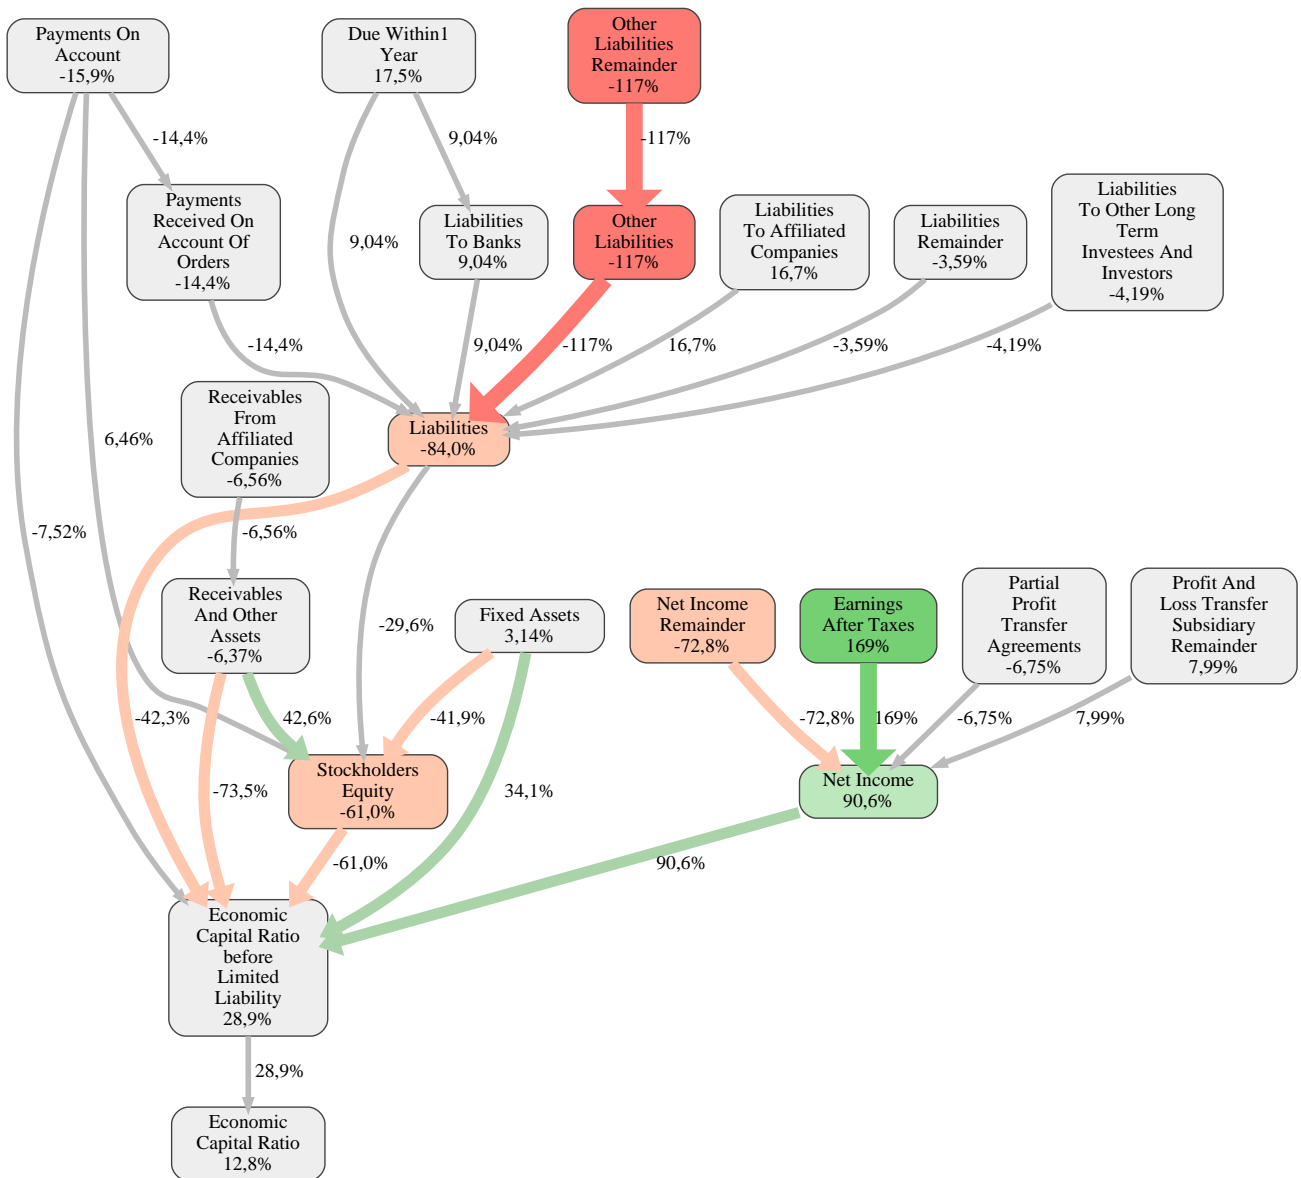 Payments On
Account
-15,9%
Due Within1
Year
17,5%
Other
Liabilities
Remainder
-117%
-14,4%
9,04%
-117%
Payments
Received On
Account Of
Orders
-14,4%
9,04%
Liabilities
To Banks
9,04%
Other
Liabilities
-117%
Liabilities
To Affiliated
Companies
16,7%
Liabilities
Remainder
-3,59%
Liabilities
To Other Long
Term
Investees And
Investors
-4,19%
-14,4%
9,04%
-117%
16,7%
-3,59%
-4,19%
Receivables
From
Affiliated
Companies
-6,56%
6,46%
Liabilities
-84,0%
-7,52%
-6,56%
Receivables
And Other
Assets
-6,37%
-29,6%
Fixed Assets
3,14%
Net Income
Remainder
-72,8%
Earnings
After Taxes
169%
Partial
Profit
Transfer
Agreements
-6,75%
Profit And
Loss Transfer
Subsidiary
Remainder
7,99%
-42,3%
42,6%
-41,9%
-72,8%
169%
-6,75%
7,99%
-73,5%
Stockholders
Equity
-61,0%
34,1%
Net Income
90,6%
-61,0%
90,6%
Economic
Capital Ratio
before
Limited
Liability
28,9%
28,9%
Economic
Capital Ratio
12,8%